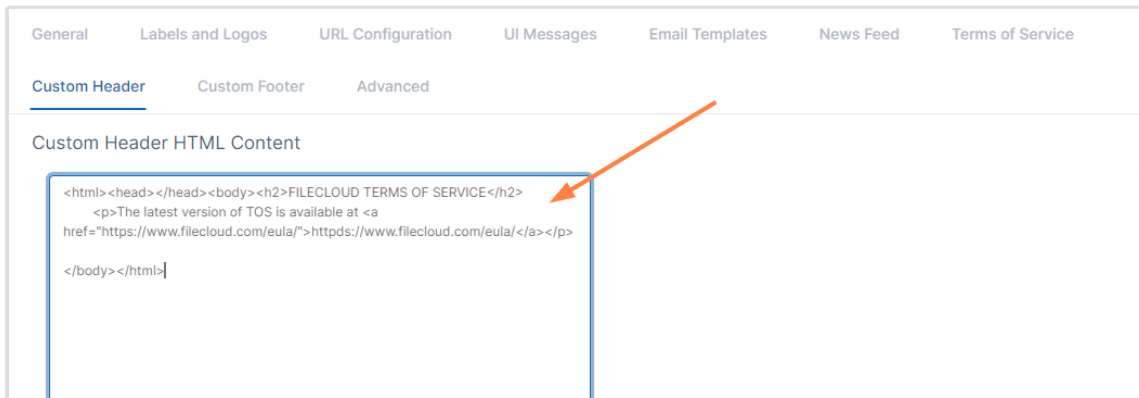 General Labels and Logos URL Configuration UI Messages Email Templates News Feed Terms of Service
Custom Header Custom Footer Advanced
Custom Header HTML Content
<html><head></head><body><h2>FILECLOUD TERMS OF SERVICE</h2>
<p>The latest version of TOS is available at <a
href="https://www.filecloud.com/eula/">httpds://www.filecloud.com/eula/</a></p>
</body></html>